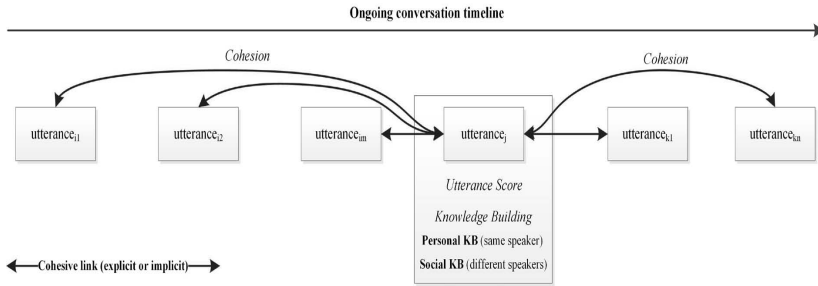 Ongoing conversation timeline
Cohesion
Cohesion
utterance_i1
utterance_i2
utterance_im
utterance_j
utterance_k1
utterance_kn
Utterance Score
Knowledge Building
Personal KB (same speaker)
Social KB (different speakers)
Cohesive link (explicit or implicit)